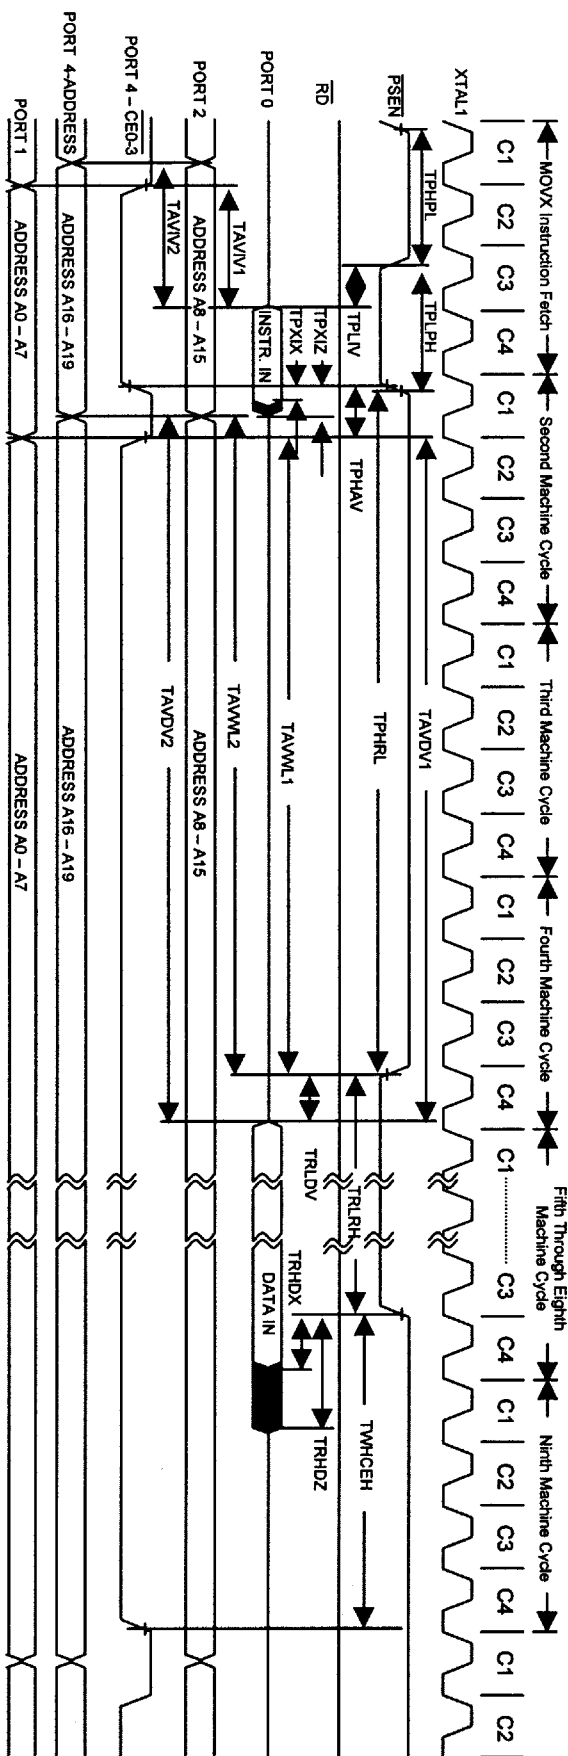 MOVX Instruction Fetch
Second Machine Cycle
Third Machine Cycle
Fourth Machine Cycle
Fifth Through Eighth
Machine Cycle
Ninth Machine Cycle
C1 C2 C3 C4 C1 C2 C3 C4 C1 C2 C3 C4 C1 C2 C3 C4 C1 C3 C4 C1 C2 C3 C4 C1 C2
XTAL1
TAVDV1
PSEN
TPHPL
TPLPH
TPHRL
TWHCEH
RD
TPLIV
TPHAV
TRLRH
TPXIZ
TRHDZ
TPXIX
TAVWL1
TRLDV
TRHDX
PORT 0
INSTR. IN
DATA IN
TAVIV1
TAVWL2
PORT 2
ADDRESS A8 – A15
ADDRESS A8 – A15
TAVIV2
TAVDV2
PORT 4 – CE0-3
PORT 4-ADDRESS
ADDRESS A16 – A19
ADDRESS A16 – A19
PORT 1
ADDRESS A0 – A7
ADDRESS A0 – A7